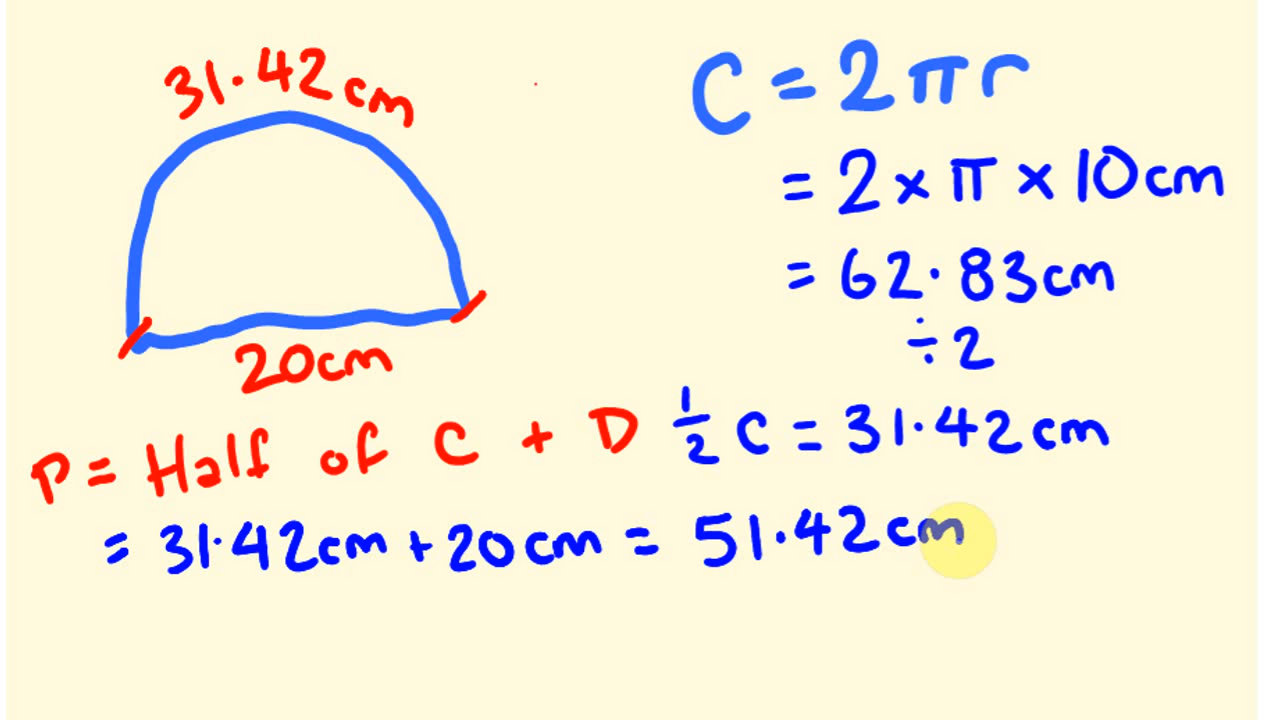 31.42cm
20cm
C = 2πr
= 2 × π × 10cm
= 62.83cm
÷2
½ C = 31.42cm
P = Half of C + D
= 31.42cm + 20cm = 51.42cm